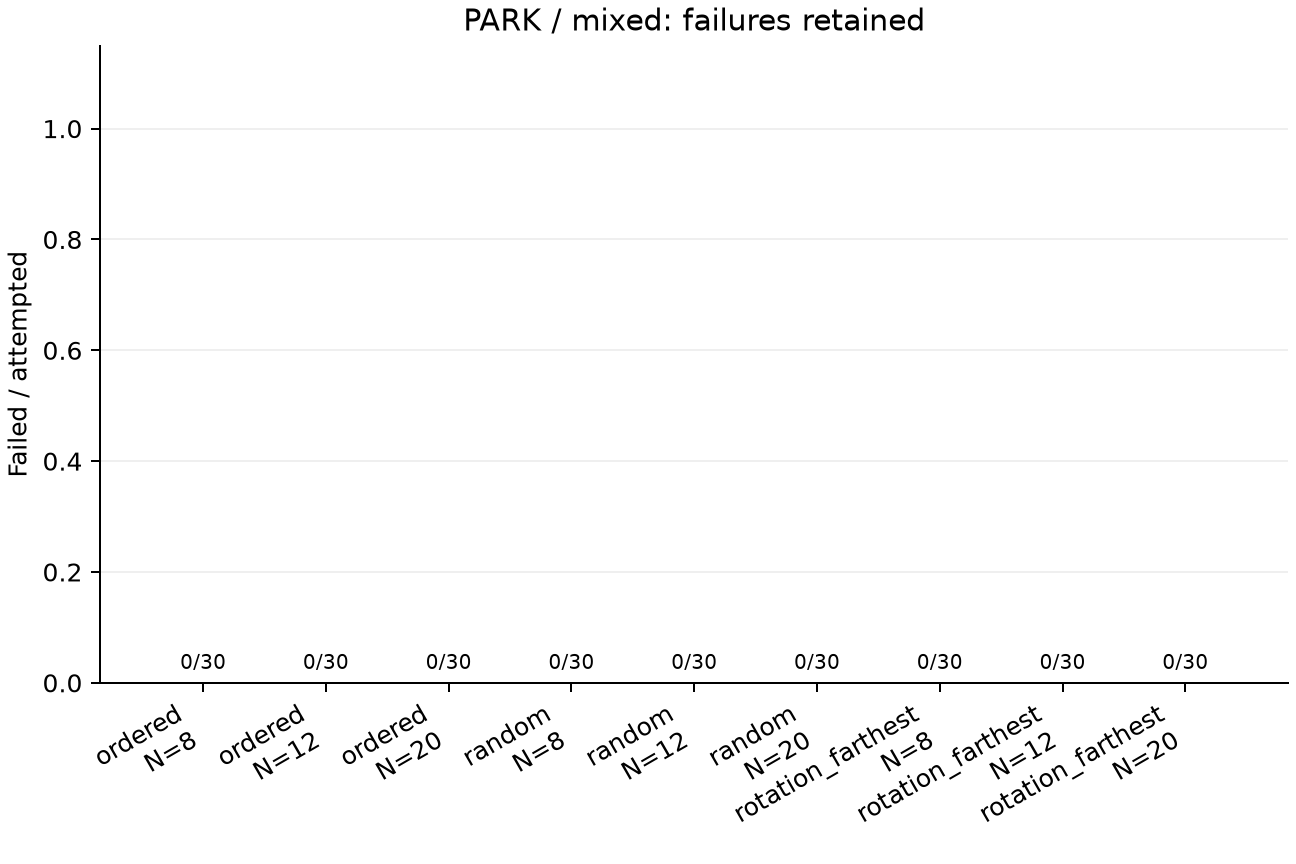 PARK / mixed: failures retained
Failed / attempted
1.0
0.8
0.6
0.4
0.2
0.0
0/30
0/30
0/30
0/30
0/30
0/30
0/30
0/30
0/30
ordered
N=8
ordered
N=12
ordered
N=20
random
N=8
random
N=12
random
N=20
rotation_farthest
N=8
rotation_farthest
N=12
rotation_farthest
N=20